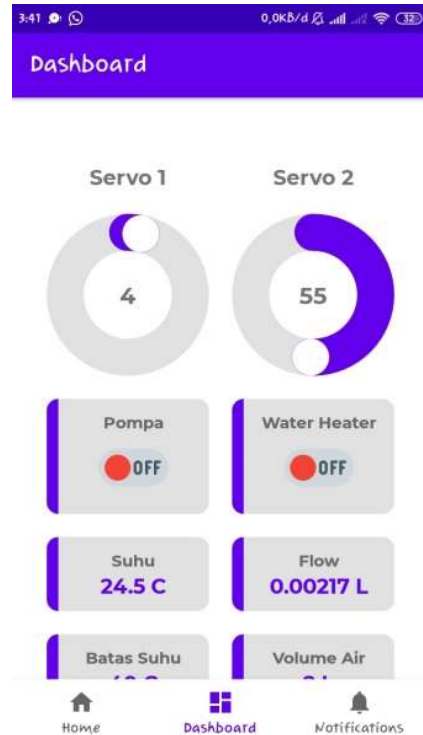 3:41 0,0KB/d 32
Dashboard
Servo 1 Servo 2
4 55
Pompa Water Heater
OFF OFF
Suhu Flow
24.5 C 0.00217 L
Batas Suhu Volume Air
Home Dashboard Notifications